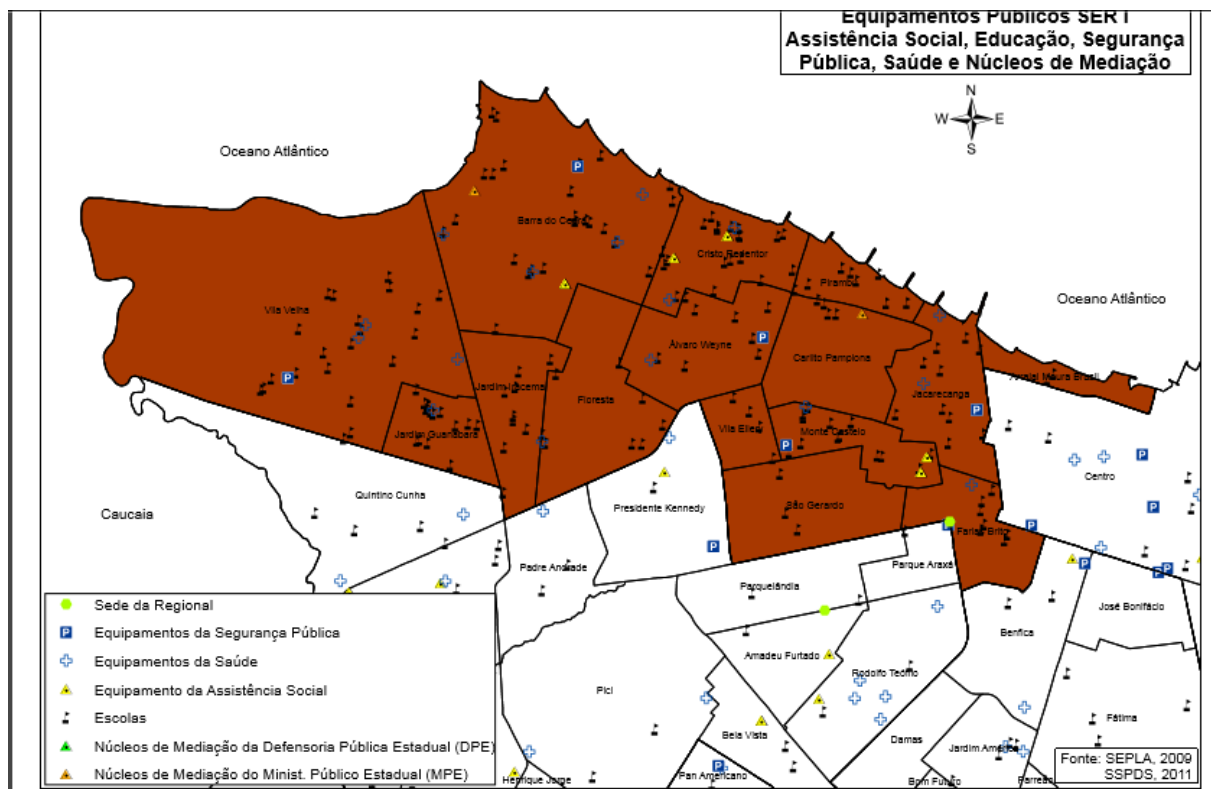 Equipamentos Públicos SER I
Assistência Social, Educação, Segurança
Pública, Saúde e Núcleos de Mediação
N
W E
S
Oceano Atlântico
Barra do Ceará
Cristo Redentor
Pirambu
Oceano Atlântico
Vila Velha
Álvaro Weyne
Carlito Pamplona
Arraial Moura Brasil
Jardim Iracema
Floresta
Jacarecanga
Jardim Guanabara
Vila Ellery
Monte Castelo
Centro
Quintino Cunha
Presidente Kennedy
São Gerardo
Caucaia
Farias Brito
Padre Andrade
Parquelândia
Parque Araxá
José Bonifácio
Benfica
Amadeu Furtado
Rodolfo Teófilo
Pici
Bela Vista
Damas
Fátima
Jardim América
Henrique Jorge
Pan Americano
Bom Futuro
Sede da Regional
P Equipamentos da Segurança Pública
Equipamentos da Saúde
Equipamento da Assistência Social
Escolas
Núcleos de Mediação da Defensoria Pública Estadual (DPE)
Núcleos de Mediação do Minist. Público Estadual (MPE)
Fonte: SEPLA, 2009
SSPDS, 2011